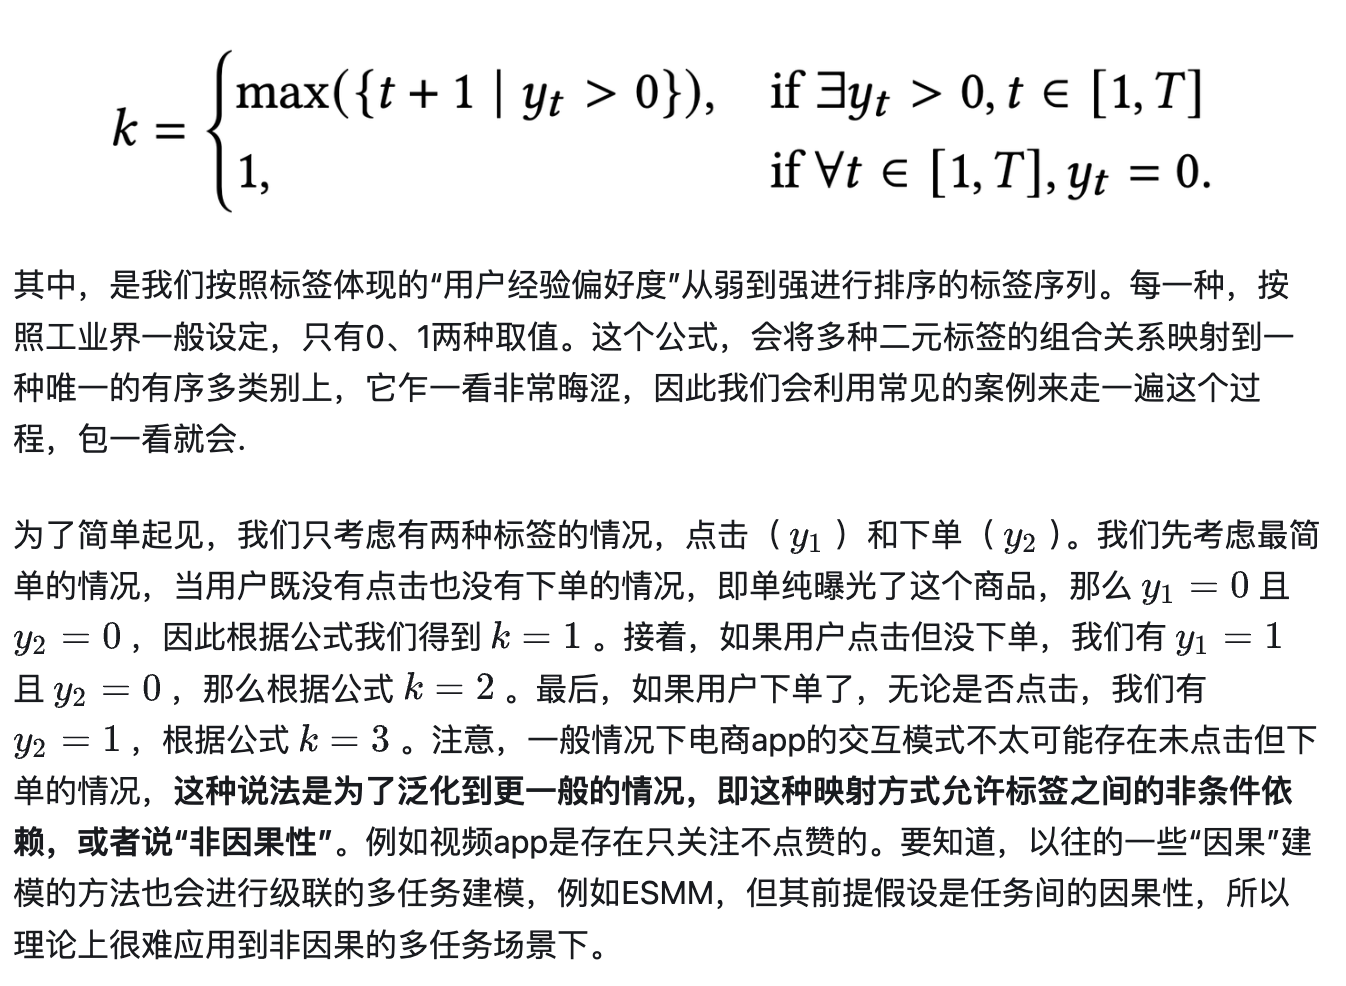 k = { max({t + 1 | y_t > 0}), if ∃y_t > 0, t ∈ [1, T]
1, if ∀t ∈ [1, T], y_t = 0.
其中，是我们按照标签体现的“用户经验偏好度”从弱到强进行排序的标签序列。每一种，按
照工业界一般设定，只有0、1两种取值。这个公式，会将多种二元标签的组合关系映射到一
种唯一的有序多类别上，它乍一看非常晦涩，因此我们会利用常见的案例来走一遍这个过
程，包一看就会.
为了简单起见，我们只考虑有两种标签的情况，点击（ y₁ ）和下单（ y₂ ）。我们先考虑最简
单的情况，当用户既没有点击也没有下单的情况，即单纯曝光了这个商品，那么 y₁ = 0 且
y₂ = 0 ，因此根据公式我们得到 k = 1 。接着，如果用户点击但没下单，我们有 y₁ = 1
且 y₂ = 0 ，那么根据公式 k = 2 。最后，如果用户下单了，无论是否点击，我们有
y₂ = 1 ，根据公式 k = 3 。注意，一般情况下电商app的交互模式不太可能存在未点击但下
单的情况，这种说法是为了泛化到更一般的情况，即这种映射方式允许标签之间的非条件依
赖，或者说“非因果性”。例如视频app是存在只关注不点赞的。要知道，以往的一些“因果”建
模的方法也会进行级联的多任务建模，例如ESMM，但其前提假设是任务间的因果性，所以
理论上很难应用到非因果的多任务场景下。